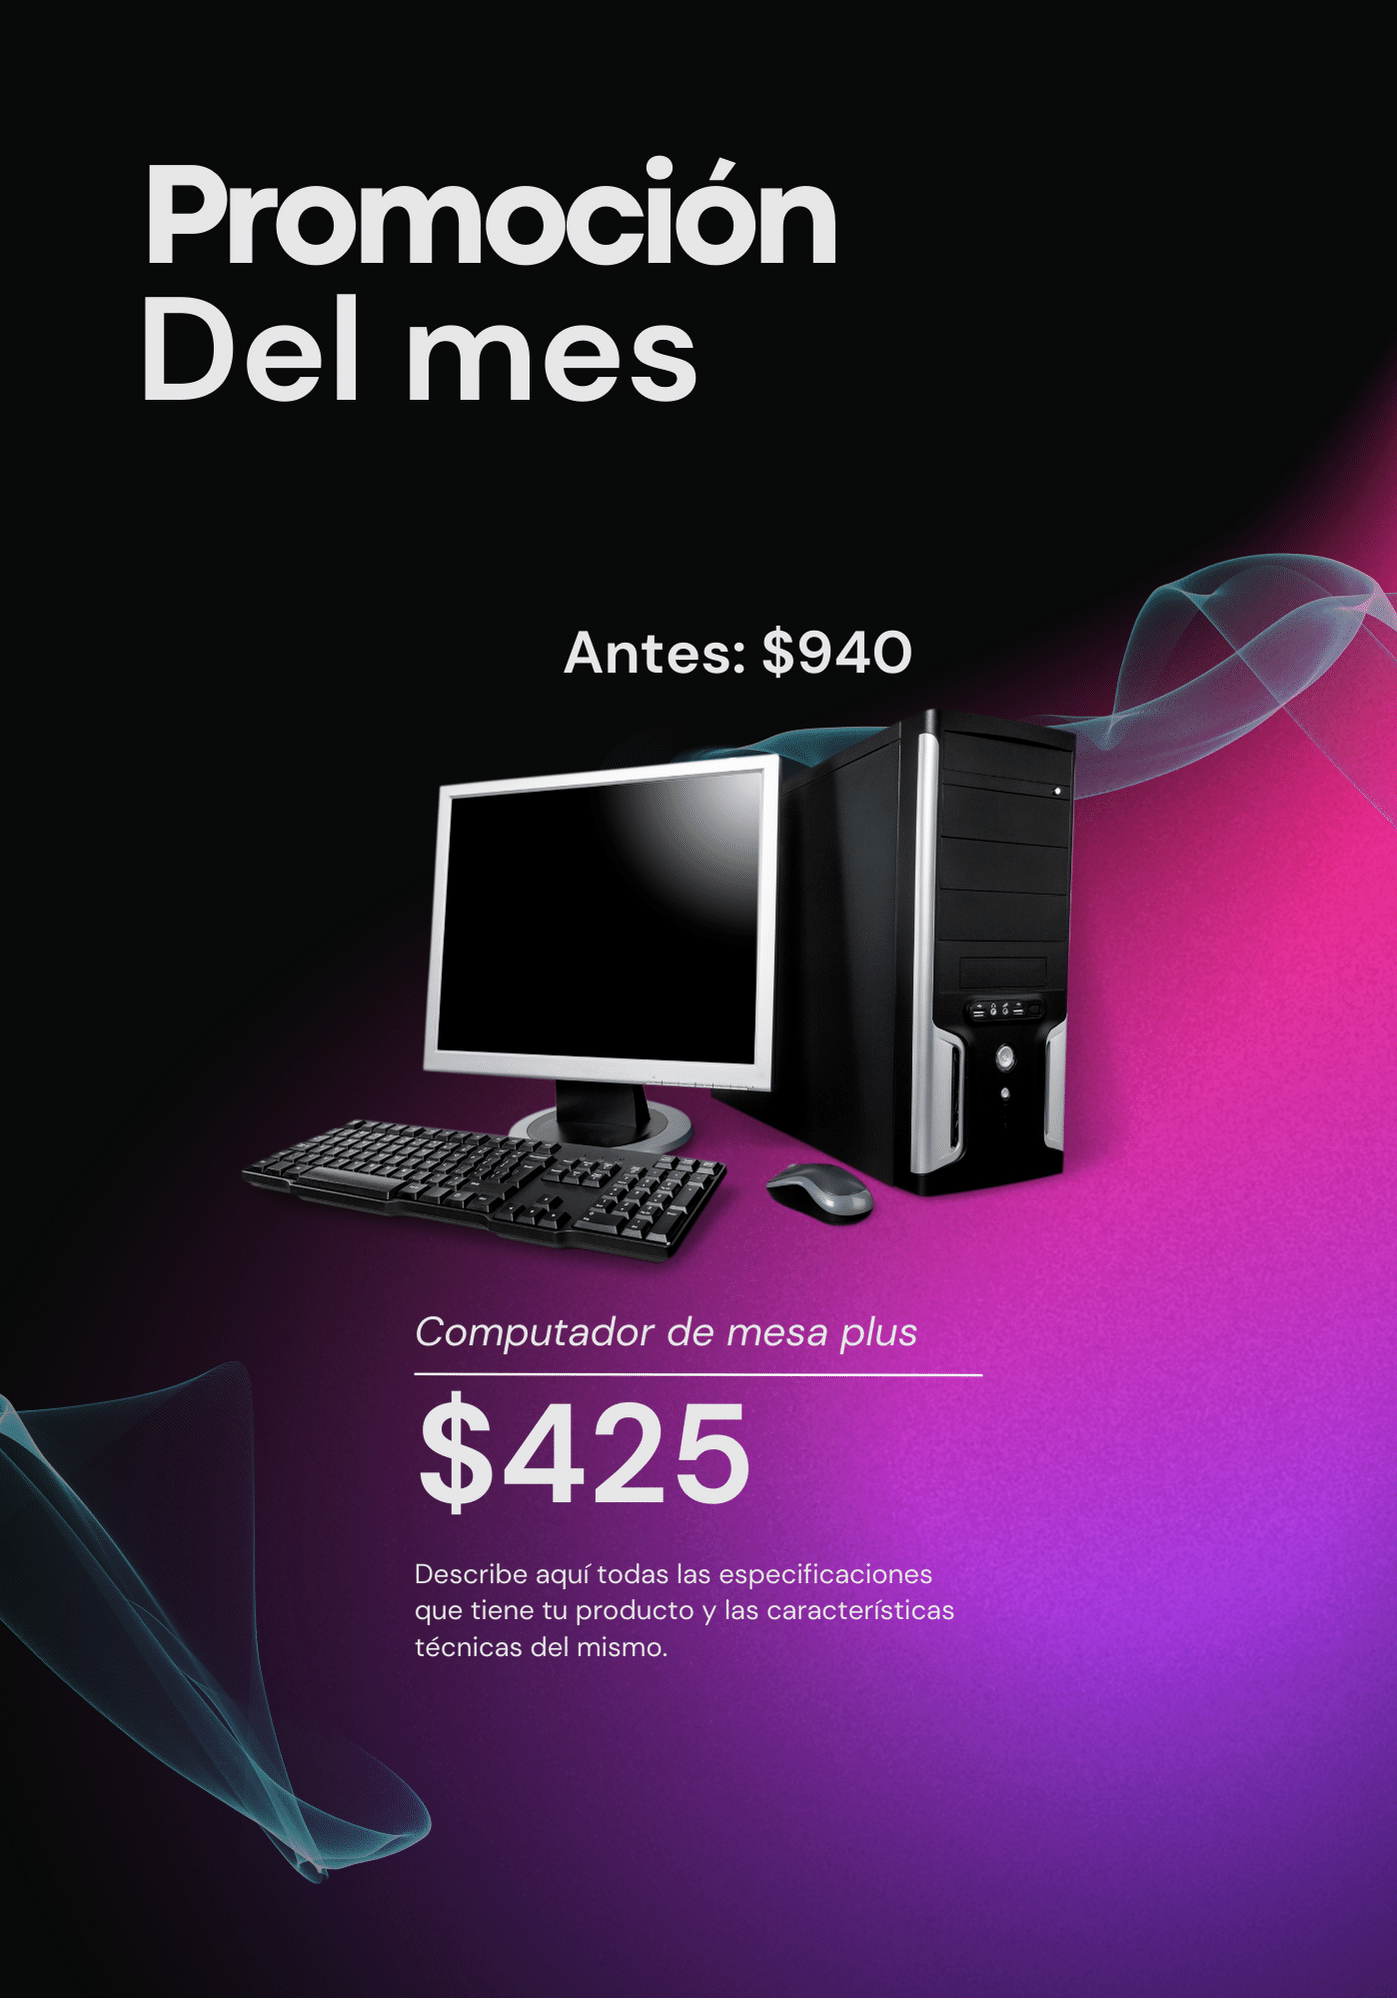 Promoción
Del mes
Antes: $940
Computador de mesa plus
$425
Describe aquí todas las especificaciones
que tiene tu producto y las características
técnicas del mismo.